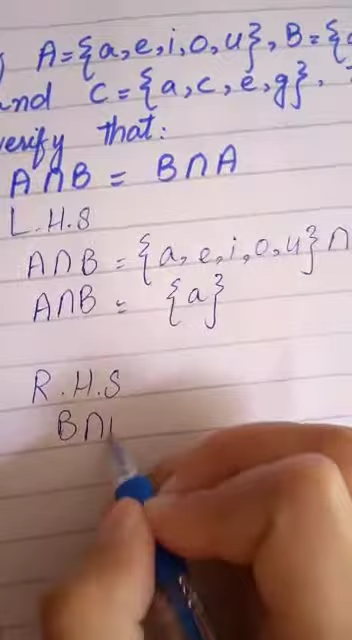 A={a,e,i,o,u}, B={
and C={a,c,e,g}.
verify that:
A∩B = B∩A
L.H.S
A∩B = {a,e,i,o,u}∩
A∩B = {a}
R.H.S
B∩